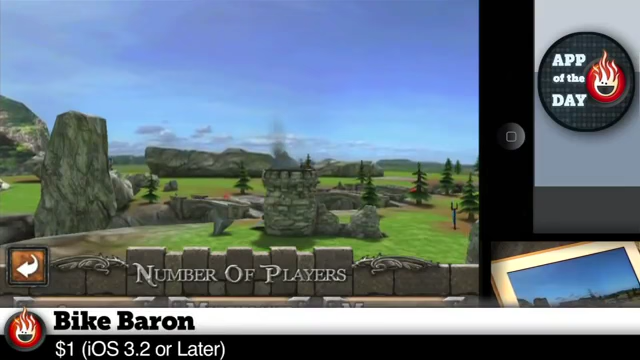 APP
of the
DAY
NUMBER OF PLAYERS
Bike Baron
$1 (iOS 3.2 or Later)